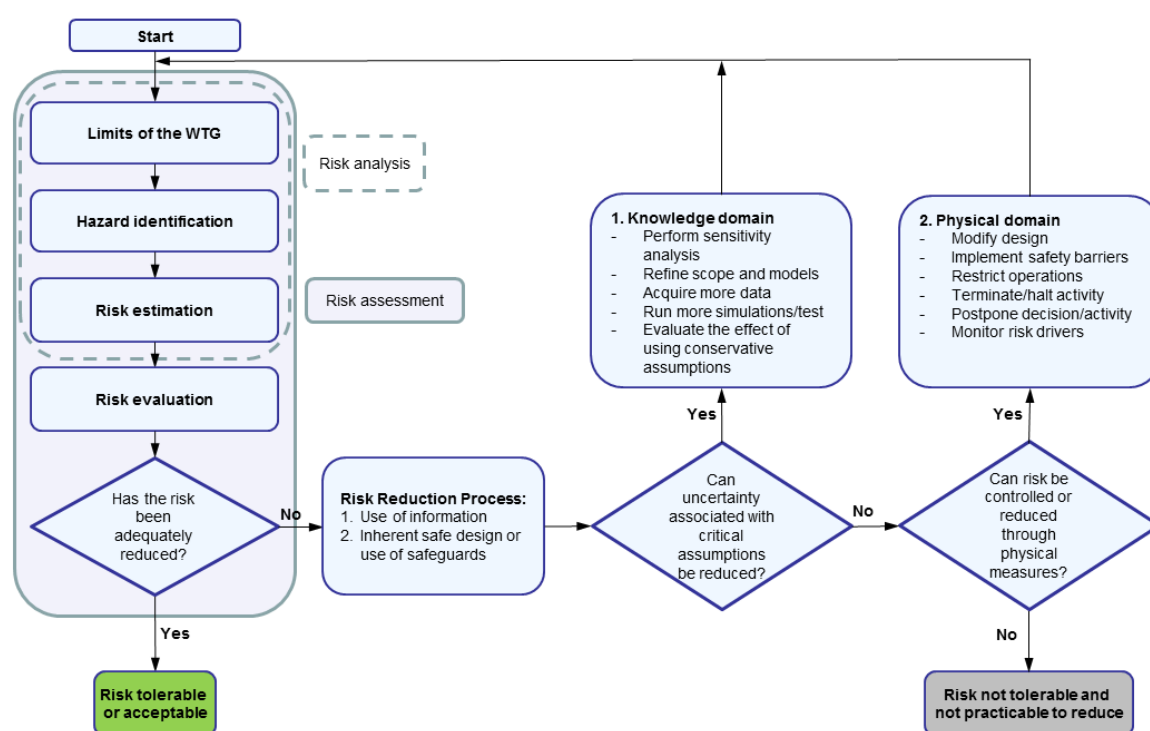 Start
Limits of the WTG
Risk analysis
Hazard identification
Risk estimation
Risk assessment
Risk evaluation
Has the risk
been
adequately
reduced?
No
Yes
Risk tolerable
or acceptable
Risk Reduction Process:
1. Use of information
2. Inherent safe design or
use of safeguards
1. Knowledge domain
- Perform sensitivity
analysis
- Refine scope and models
- Acquire more data
- Run more simulations/test
- Evaluate the effect of
using conservative
assumptions
Yes
Can
uncertainty
associated with
critical
assumptions
be reduced?
No
2. Physical domain
- Modify design
- Implement safety barriers
- Restrict operations
- Terminate/halt activity
- Postpone decision/activity
- Monitor risk drivers
Yes
Can risk be
controlled or
reduced
through
physical
measures?
No
Risk not tolerable and
not practicable to reduce